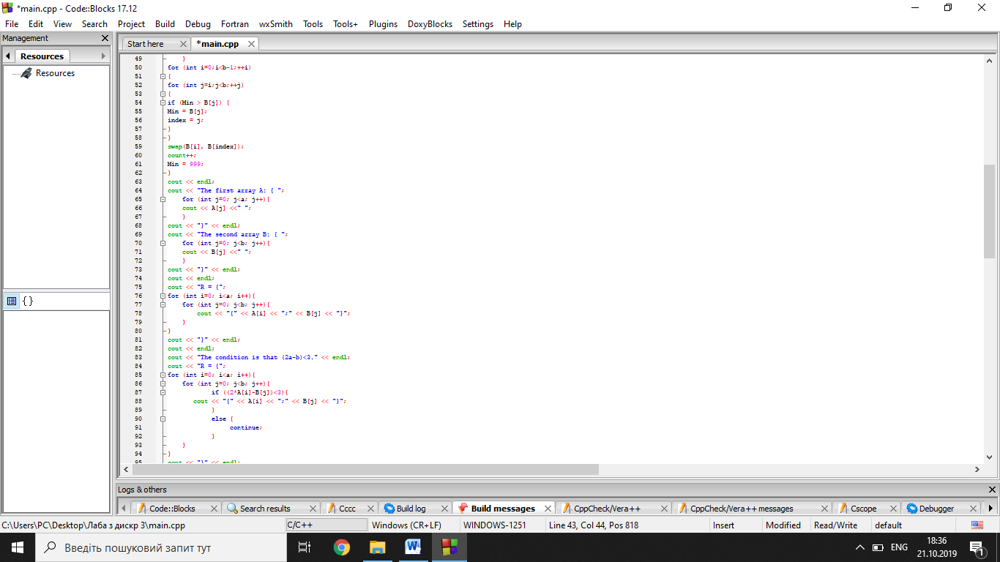 *main.cpp - Code::Blocks 17.12
File Edit View Search Project Build Debug Fortran wxSmith Tools Tools+ Plugins DoxyBlocks Settings Help
Management
Start here *main.cpp
Resources
Resources
{}
49 }
50 for (int i=0;i<b-1;++i)
51 {
52 for (int j=i;j<b;++j)
53 {
54 if (Min > B[j]) {
55 Min = B[j];
56 index = j;
57 }
58 }
59 swap(B[i], B[index]);
60 count++;
61 Min = 999;
62 }
63 cout << endl;
64 cout << "The first array A: { ";
65 for (int j=0; j<a; j++){
66 cout << A[j] <<" ";
67 }
68 cout << "}" << endl;
69 cout << "The second array B: { ";
70 for (int j=0; j<b; j++){
71 cout << B[j] <<" ";
72 }
73 cout << "}" << endl;
74 cout << endl;
75 cout << "R = {";
76 for (int i=0; i<a; i++){
77 for (int j=0; j<b; j++){
78 cout << "{" << A[i] << ";" << B[j] << "}";
79 }
80 }
81 cout << "}" << endl;
82 cout << endl;
83 cout << "The condition is that (2a-b)<3." << endl;
84 cout << "R = {";
85 for (int i=0; i<a; i++){
86 for (int j=0; j<b; j++){
87 if ((2*A[i]-B[j])<3){
88 cout << "{" << A[i] << ";" << B[j] << "}";
89 }
90 else {
91 continue;
92 }
93 }
94 }
95 cout << "}" << endl;
Logs & others
Code::Blocks Search results Cccc Build log Build messages CppCheck/Vera++ CppCheck/Vera++ messages Cscope Debugger
C:\Users\PC\Desktop\Лаба з дискр 3\main.cpp C/C++ Windows (CR+LF) WINDOWS-1251 Line 43, Col 44, Pos 818 Insert Modified Read/Write default
Введіть пошуковий запит тут
ENG
18:36
21.10.2019
1